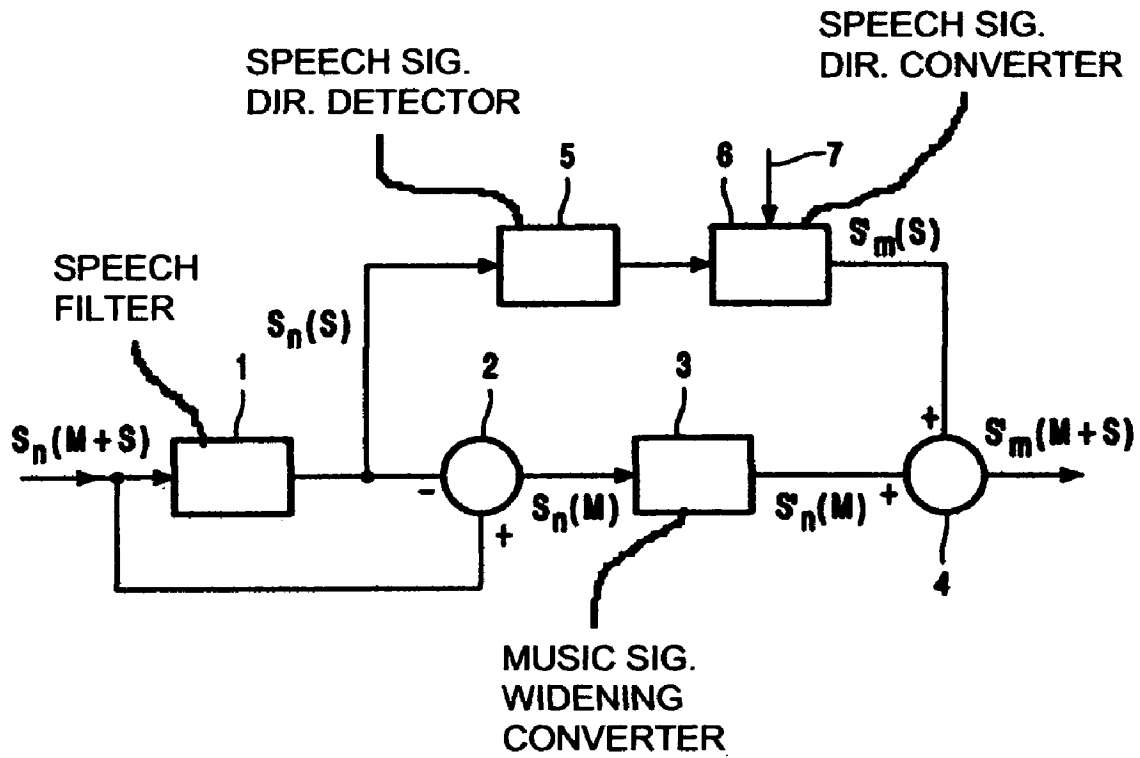 SPEECH SIG.
DIR. CONVERTER
SPEECH SIG.
DIR. DETECTOR
5
6
7
S'm(S)
SPEECH
FILTER
Sn(S)
1
2
3
Sn(M+S)
+
S'm(M+S)
-
Sn(M)
S'n(M)
+
+
4
MUSIC SIG.
WIDENING
CONVERTER